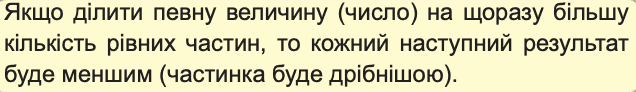 Якщо ділити певну величину (число) на щоразу більшу
кількість рівних частин, то кожний наступний результат
буде меншим (частинка буде дрібнішою).